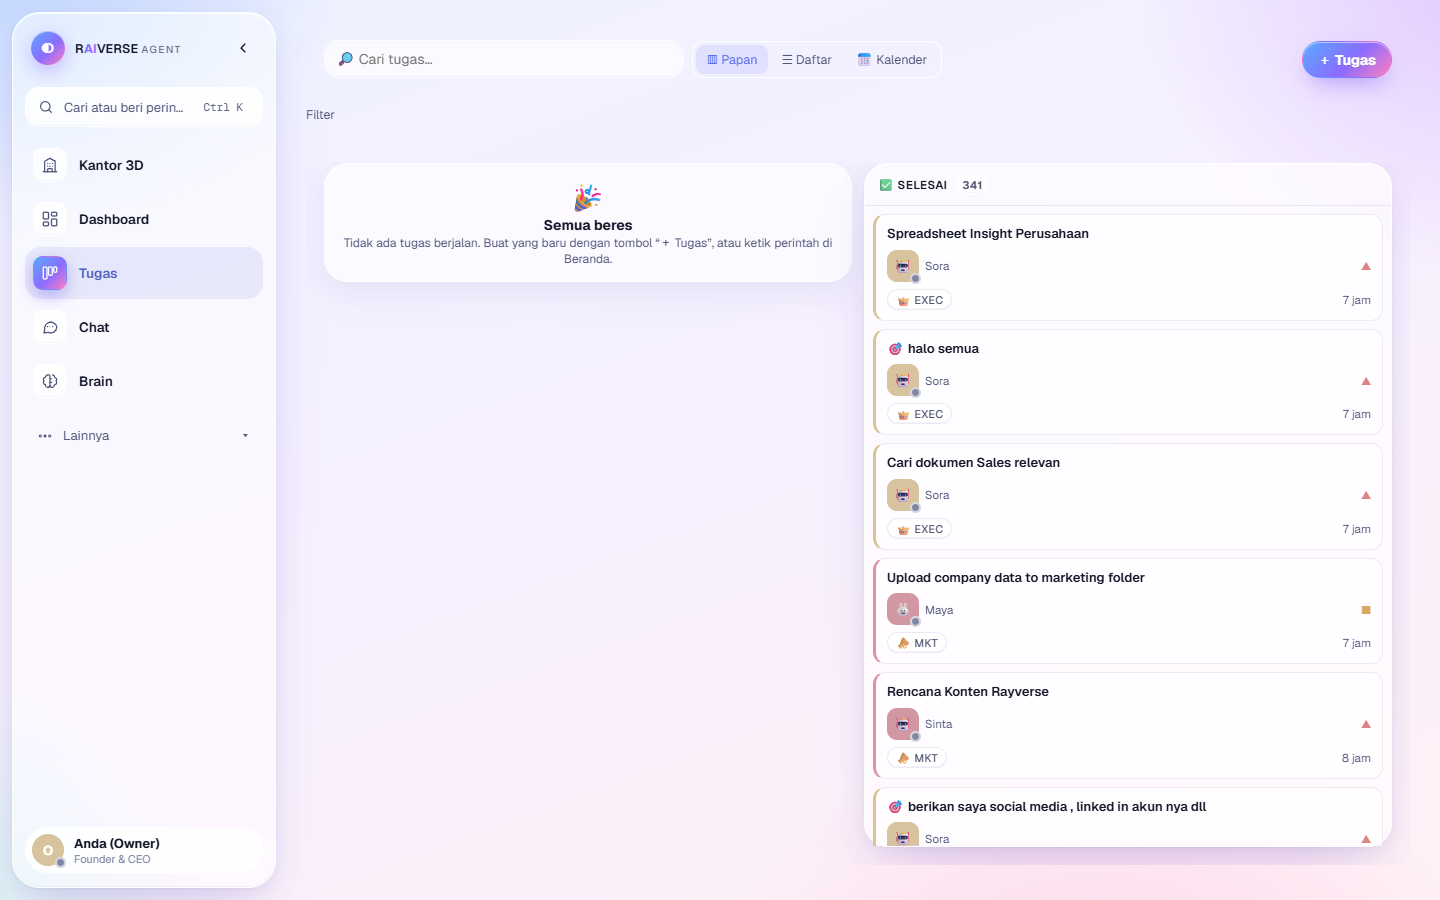 RAIVERSE AGENT
Cari atau beri perin... Ctrl K
Kantor 3D
Dashboard
Tugas
Chat
Brain
Lainnya
Anda (Owner)
Founder & CEO
O
Cari tugas...
Papan
Daftar
Kalender
+ Tugas
Filter
Semua beres
Tidak ada tugas berjalan. Buat yang baru dengan tombol “+ Tugas”, atau ketik perintah di
Beranda.
SELESAI 341
Spreadsheet Insight Perusahaan
Sora
EXEC 7 jam
halo semua
Sora
EXEC 7 jam
Cari dokumen Sales relevan
Sora
EXEC 7 jam
Upload company data to marketing folder
Maya
MKT 7 jam
Rencana Konten Rayverse
Sinta
MKT 8 jam
berikan saya social media , linked in akun nya dll
Sora